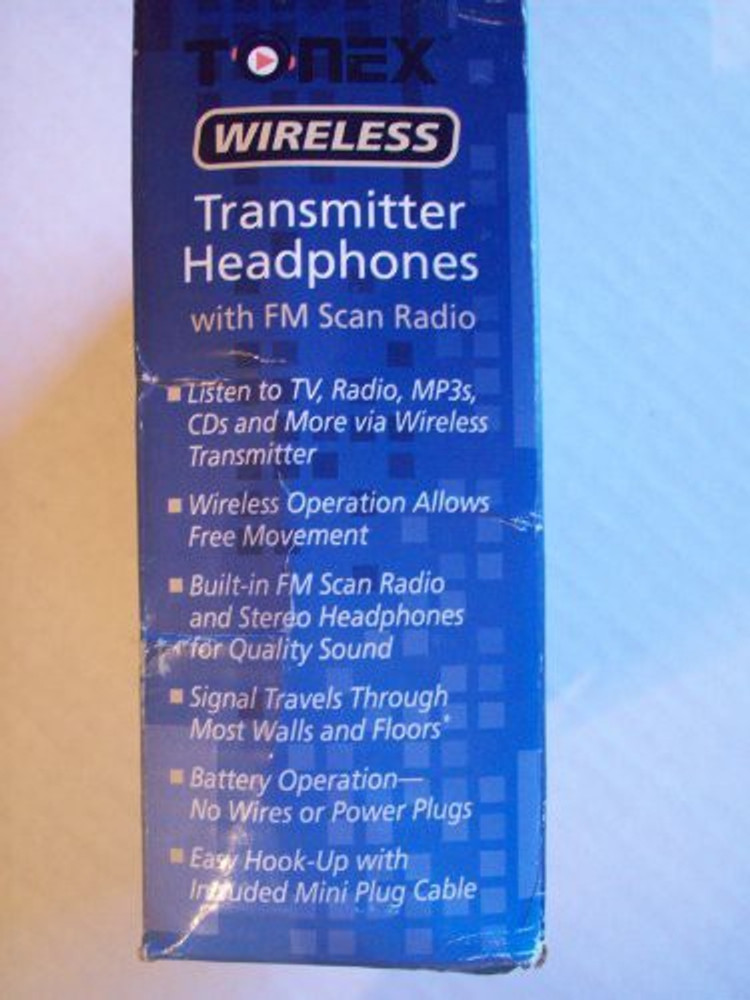 TONEX
WIRELESS
Transmitter
Headphones
with FM Scan Radio
Listen to TV, Radio, MP3s,
CDs and More via Wireless
Transmitter
Wireless Operation Allows
Free Movement
Built-in FM Scan Radio
and Stereo Headphones
for Quality Sound
Signal Travels Through
Most Walls and Floors*
Battery Operation—
No Wires or Power Plugs
Easy Hook-Up with
Included Mini Plug Cable